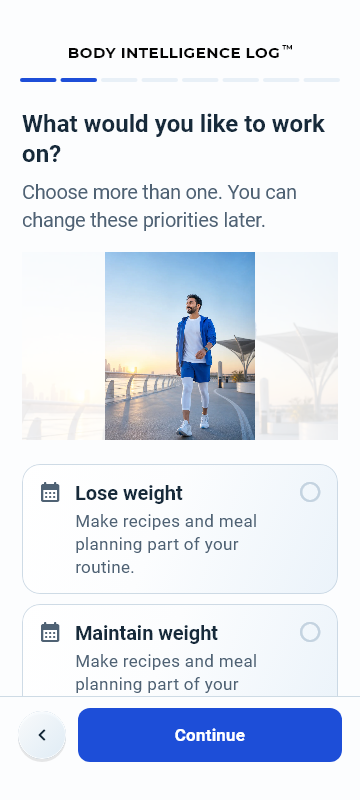 BODY INTELLIGENCE LOG™
What would you like to work
on?
Choose more than one. You can
change these priorities later.
Lose weight
Make recipes and meal
planning part of your
routine.
Maintain weight
Make recipes and meal
planning part of your
Continue